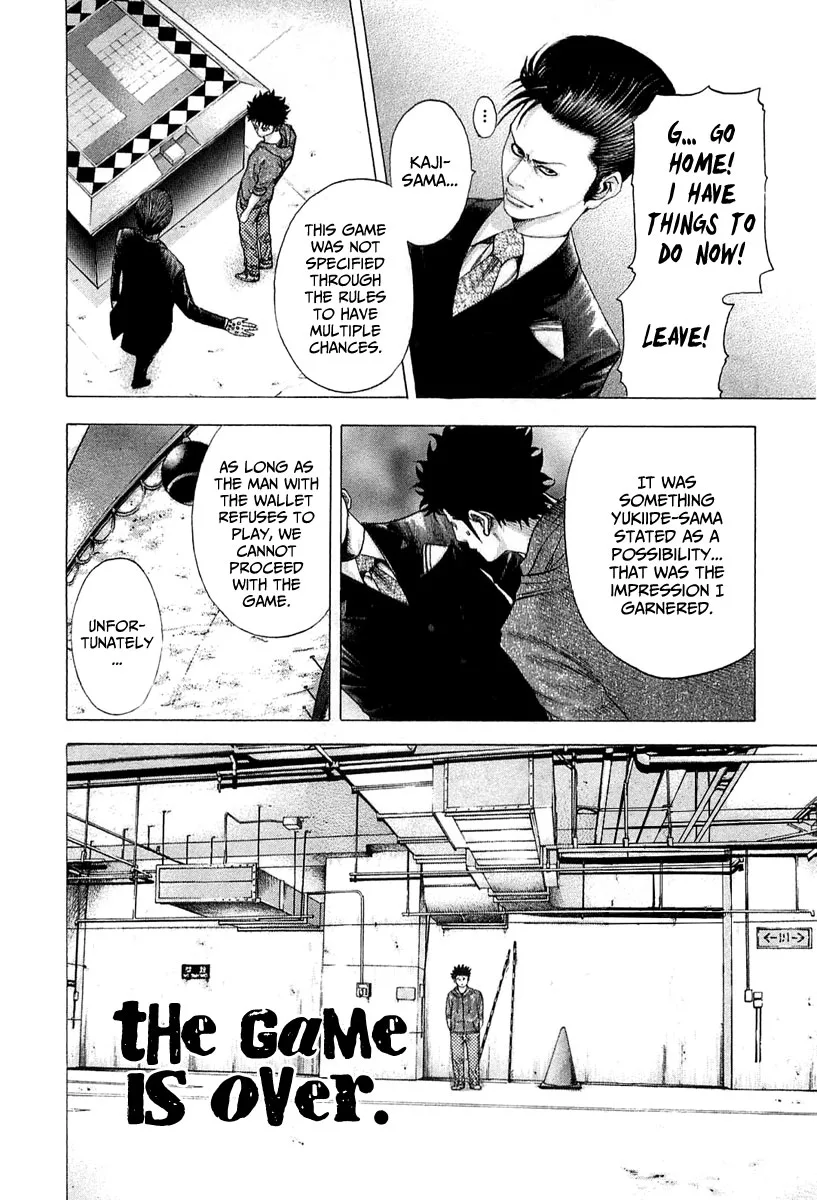 G... GO
HOME!
I HAVE
THINGS TO
DO NOW!
LEAVE!
...
KAJI-
SAMA...
THIS GAME
WAS NOT
SPECIFIED
THROUGH
THE RULES
TO HAVE
MULTIPLE
CHANCES.
IT WAS
SOMETHING
YUKIIDE-SAMA
STATED AS A
POSSIBILITY...
THAT WAS THE
IMPRESSION I
GARNERED.
AS LONG AS
THE MAN WITH
THE WALLET
REFUSES TO
PLAY, WE
CANNOT
PROCEED
WITH THE
GAME.
UNFOR-
TUNATELY
...
tHe GaMe
iS oVer.